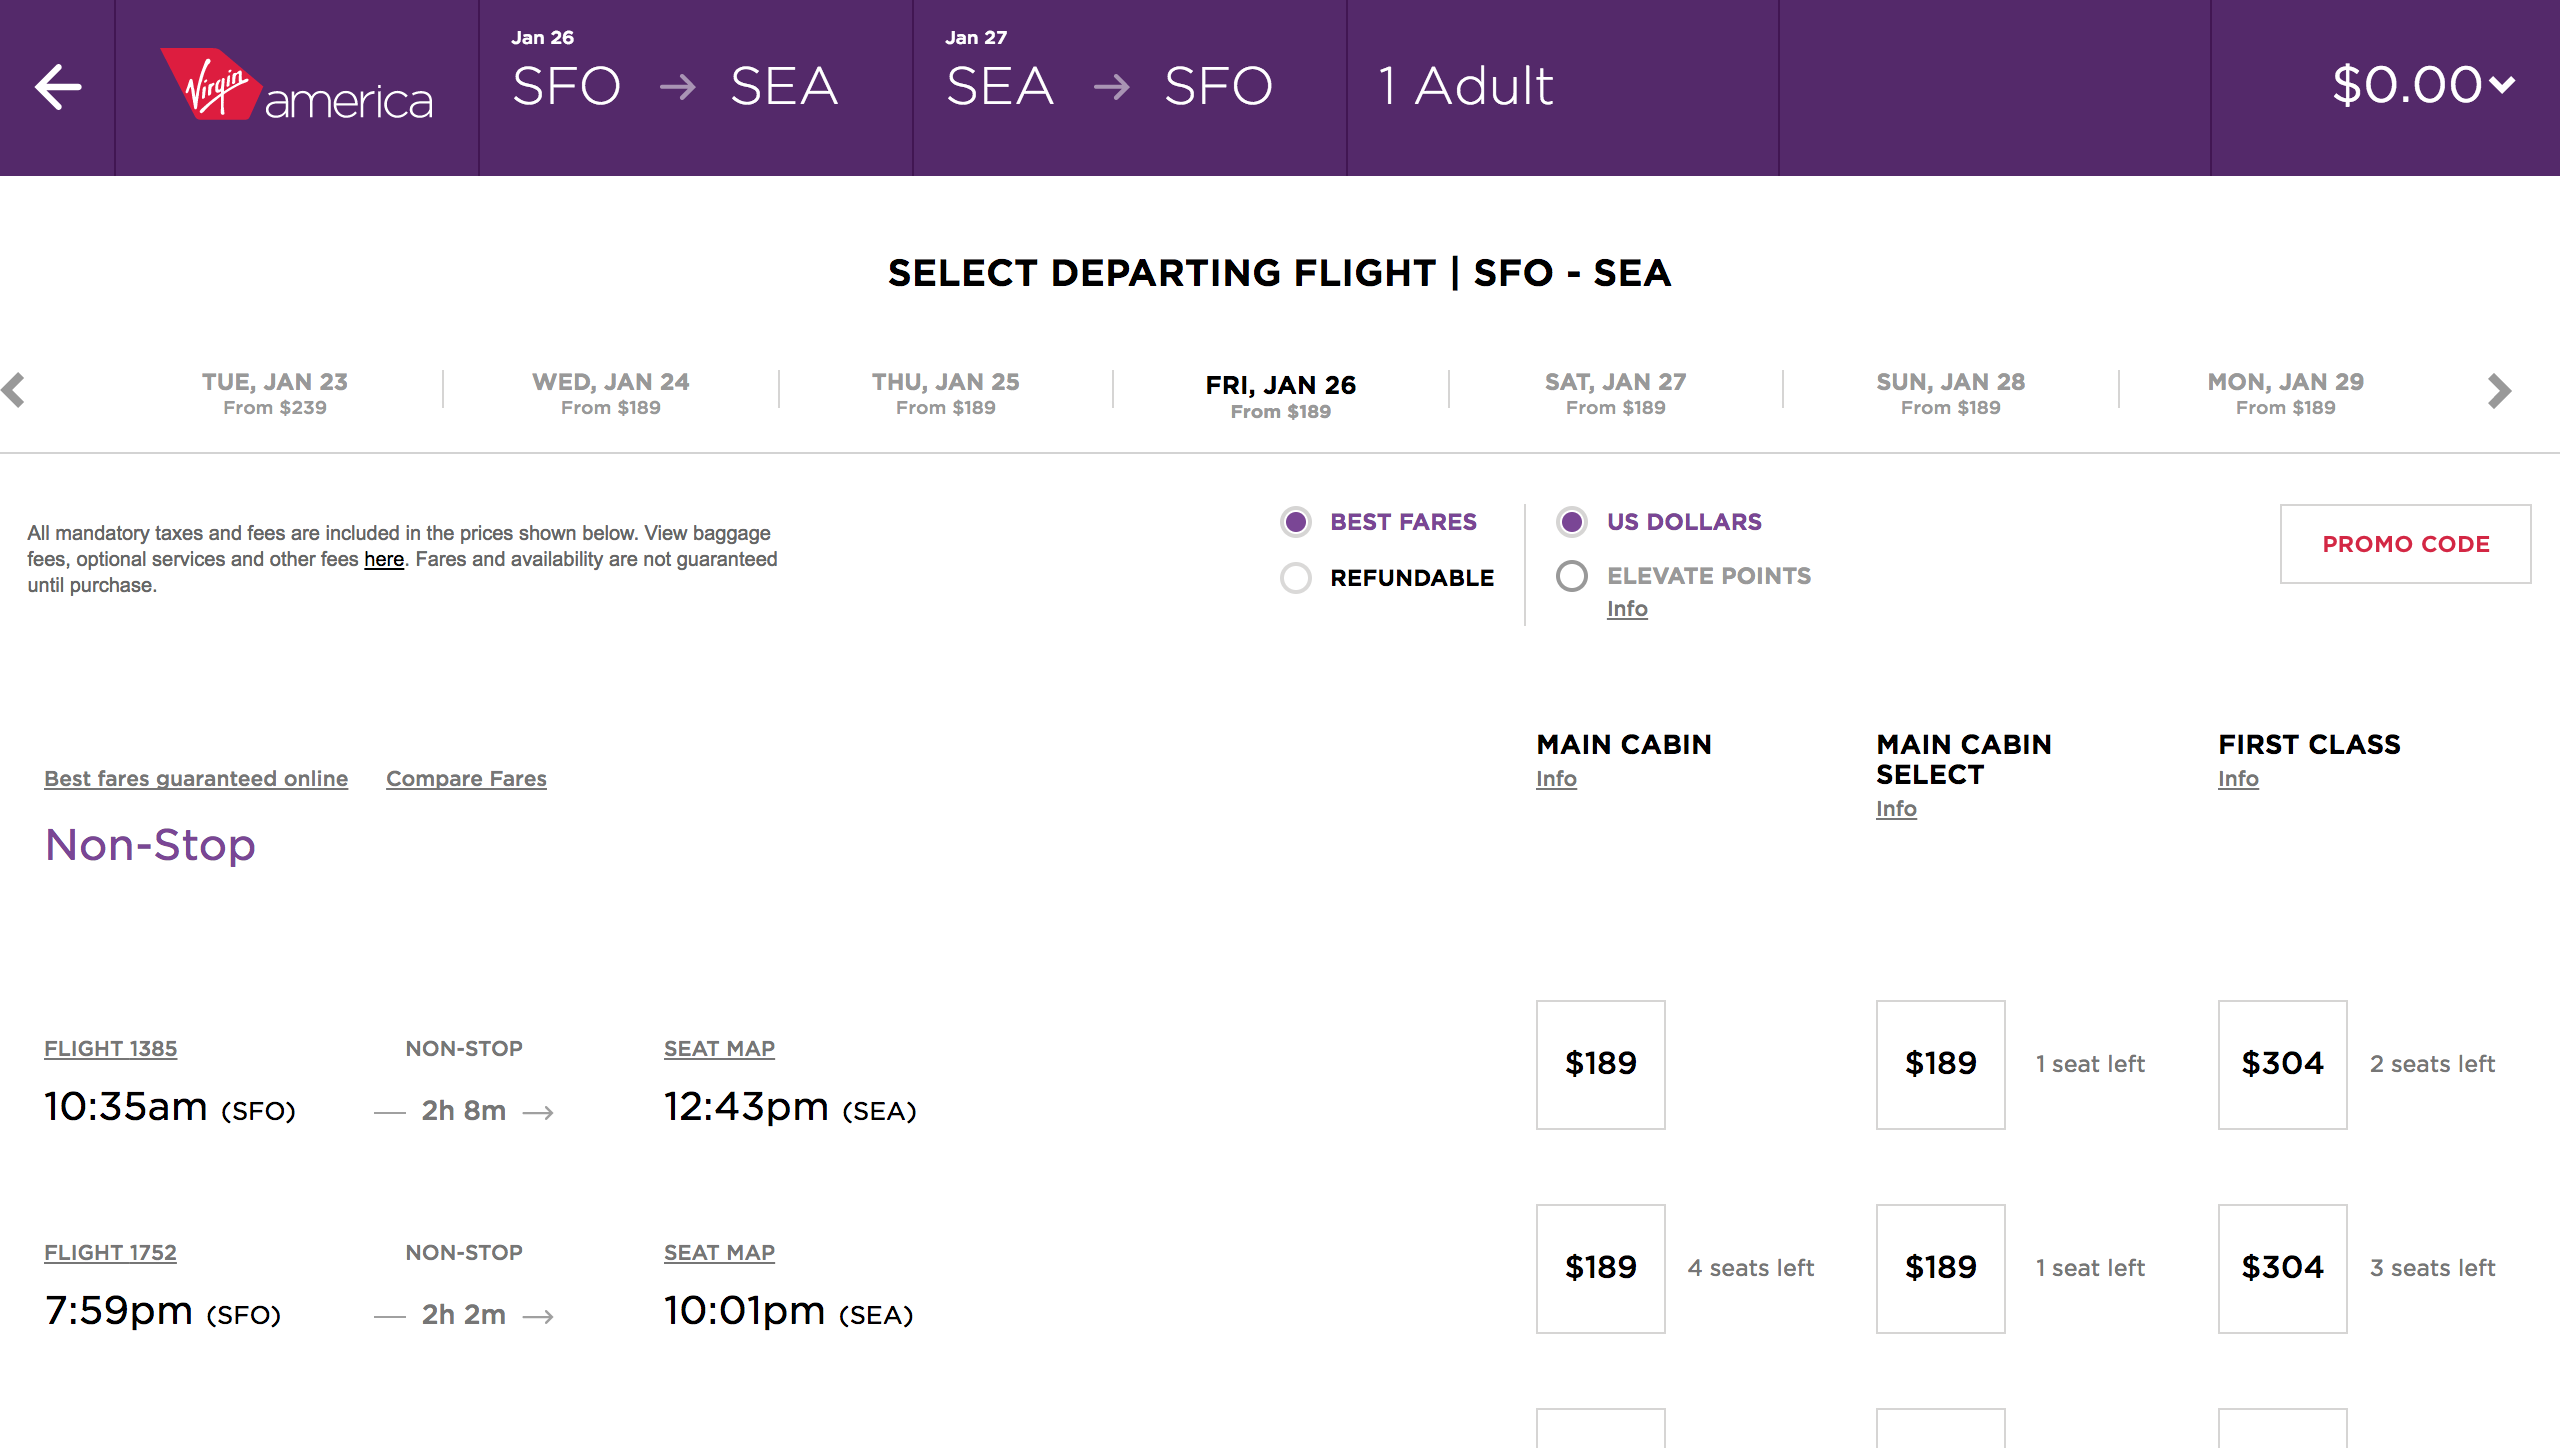 Jan 26
SFO → SEA
Jan 27
SEA → SFO
1 Adult
$0.00
Virgin america
SELECT DEPARTING FLIGHT | SFO - SEA
TUE, JAN 23
From $239
WED, JAN 24
From $189
THU, JAN 25
From $189
FRI, JAN 26
From $189
SAT, JAN 27
From $189
SUN, JAN 28
From $189
MON, JAN 29
From $189
All mandatory taxes and fees are included in the prices shown below. View baggage
fees, optional services and other fees here. Fares and availability are not guaranteed
until purchase.
BEST FARES
REFUNDABLE
US DOLLARS
ELEVATE POINTS
Info
PROMO CODE
Best fares guaranteed online
Compare Fares
MAIN CABIN
Info
MAIN CABIN
SELECT
Info
FIRST CLASS
Info
Non-Stop
FLIGHT 1385 NON-STOP SEAT MAP
10:35am (SFO) — 2h 8m → 12:43pm (SEA)
$189
$189 1 seat left
$304 2 seats left
FLIGHT 1752 NON-STOP SEAT MAP
7:59pm (SFO) — 2h 2m → 10:01pm (SEA)
$189 4 seats left
$189 1 seat left
$304 3 seats left